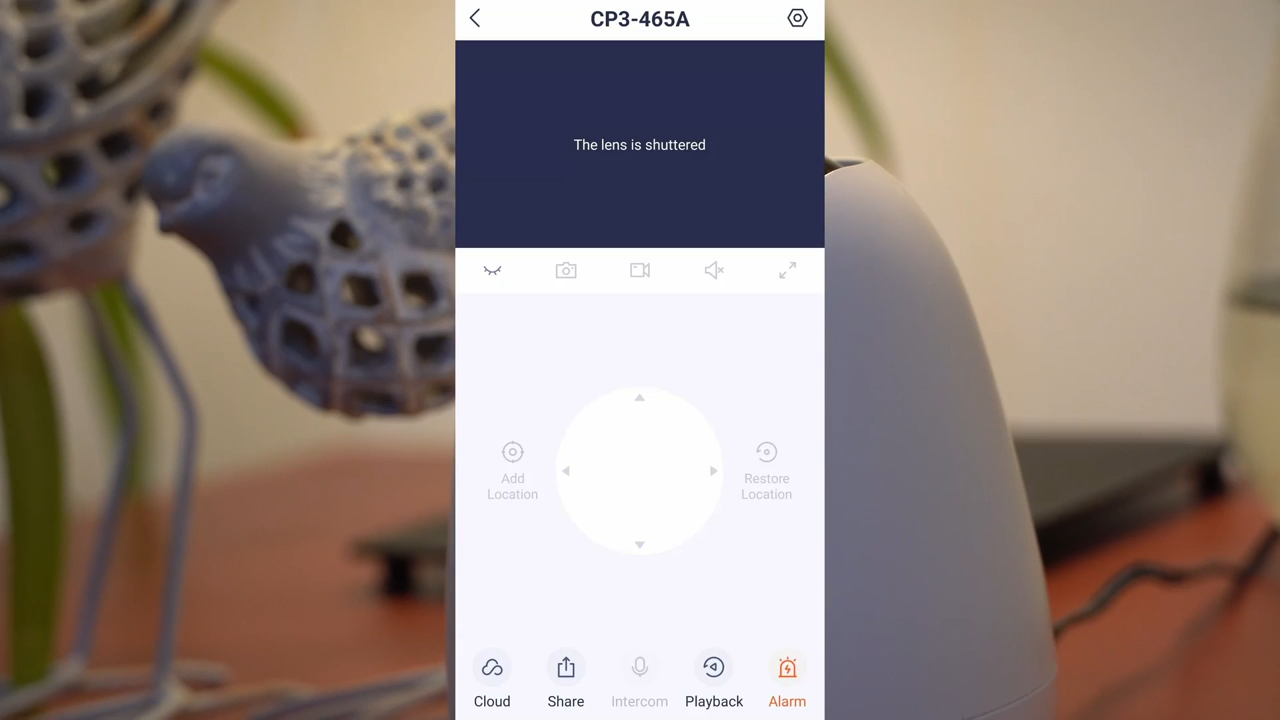 CP3-465A
The lens is shuttered
Add
Location
Restore
Location
Cloud
Share
Intercom
Playback
Alarm